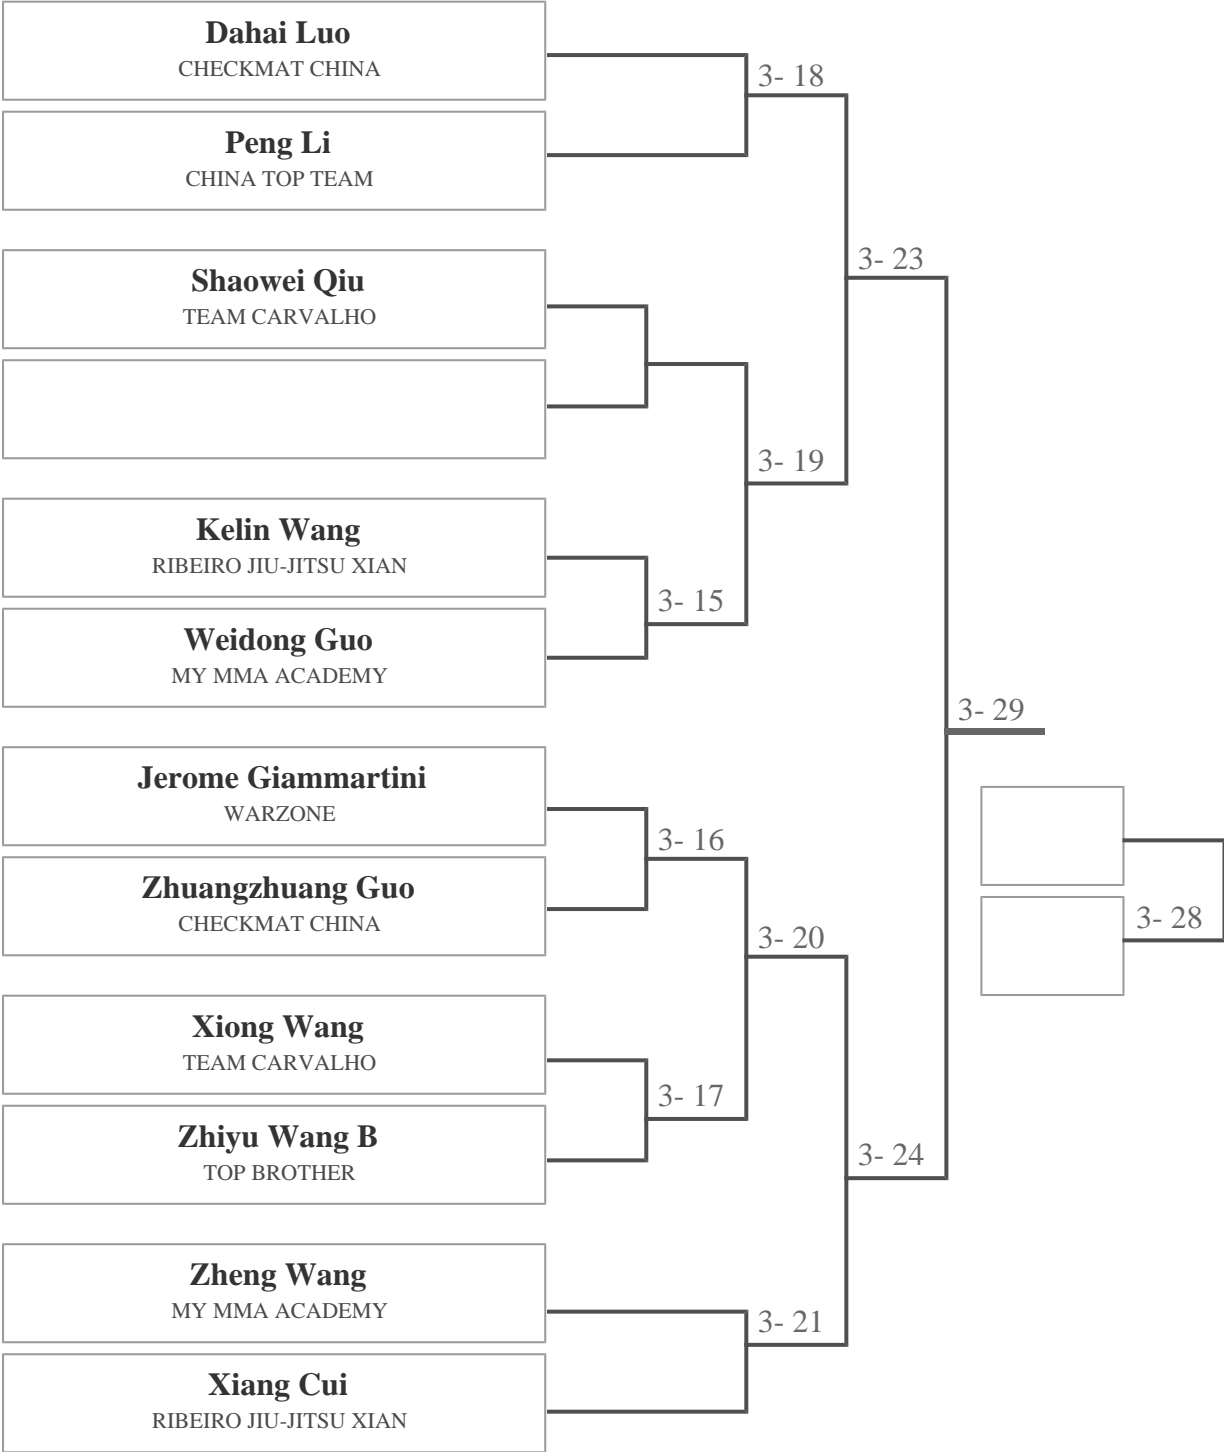 Dahai Luo
CHECKMAT CHINA
3- 18
Peng Li
CHINA TOP TEAM
3- 23
Shaowei Qiu
TEAM CARVALHO
3- 19
Kelin Wang
RIBEIRO JIU-JITSU XIAN
3- 15
Weidong Guo
MY MMA ACADEMY
3- 29
Jerome Giammartini
WARZONE
3- 16
Zhuangzhuang Guo
CHECKMAT CHINA
3- 28
3- 20
Xiong Wang
TEAM CARVALHO
3- 17
Zhiyu Wang B
TOP BROTHER
3- 24
Zheng Wang
MY MMA ACADEMY
3- 21
Xiang Cui
RIBEIRO JIU-JITSU XIAN